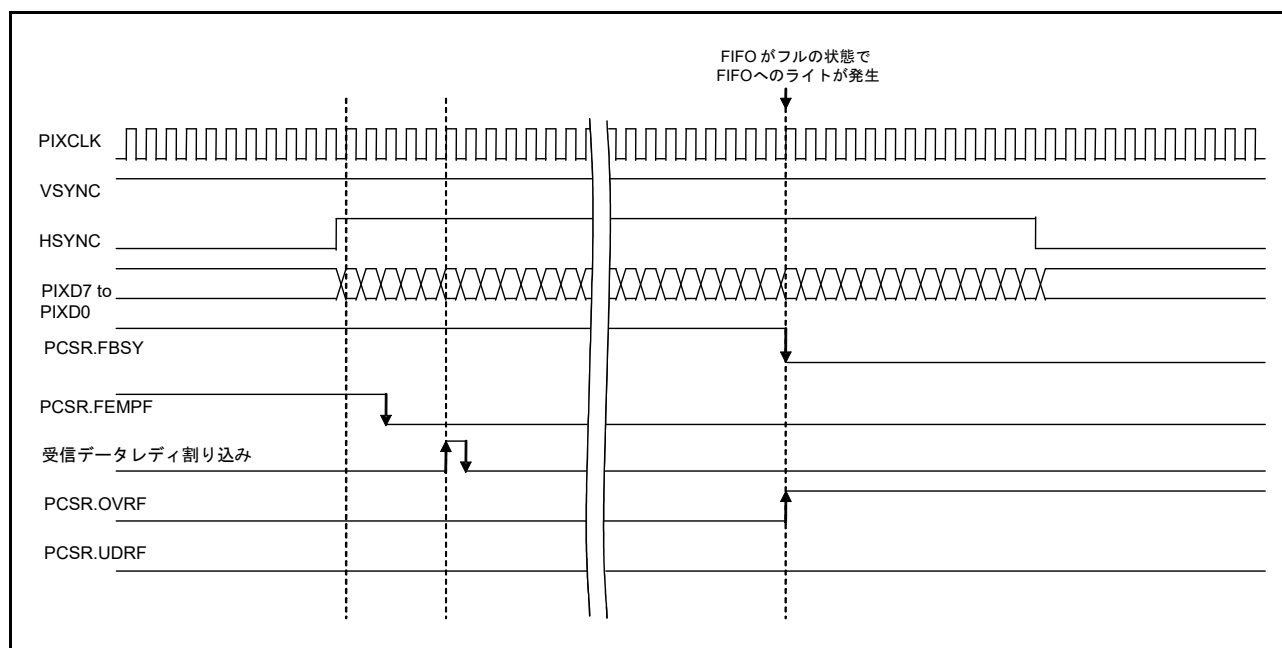 FIFO がフルの状態で
FIFOへのライトが発生
PIXCLK
VSYNC
HSYNC
PIXD7 to
PIXD0
PCSR.FBSY
PCSR.FEMPF
受信データレディ割り込み
PCSR.OVRF
PCSR.UDRF